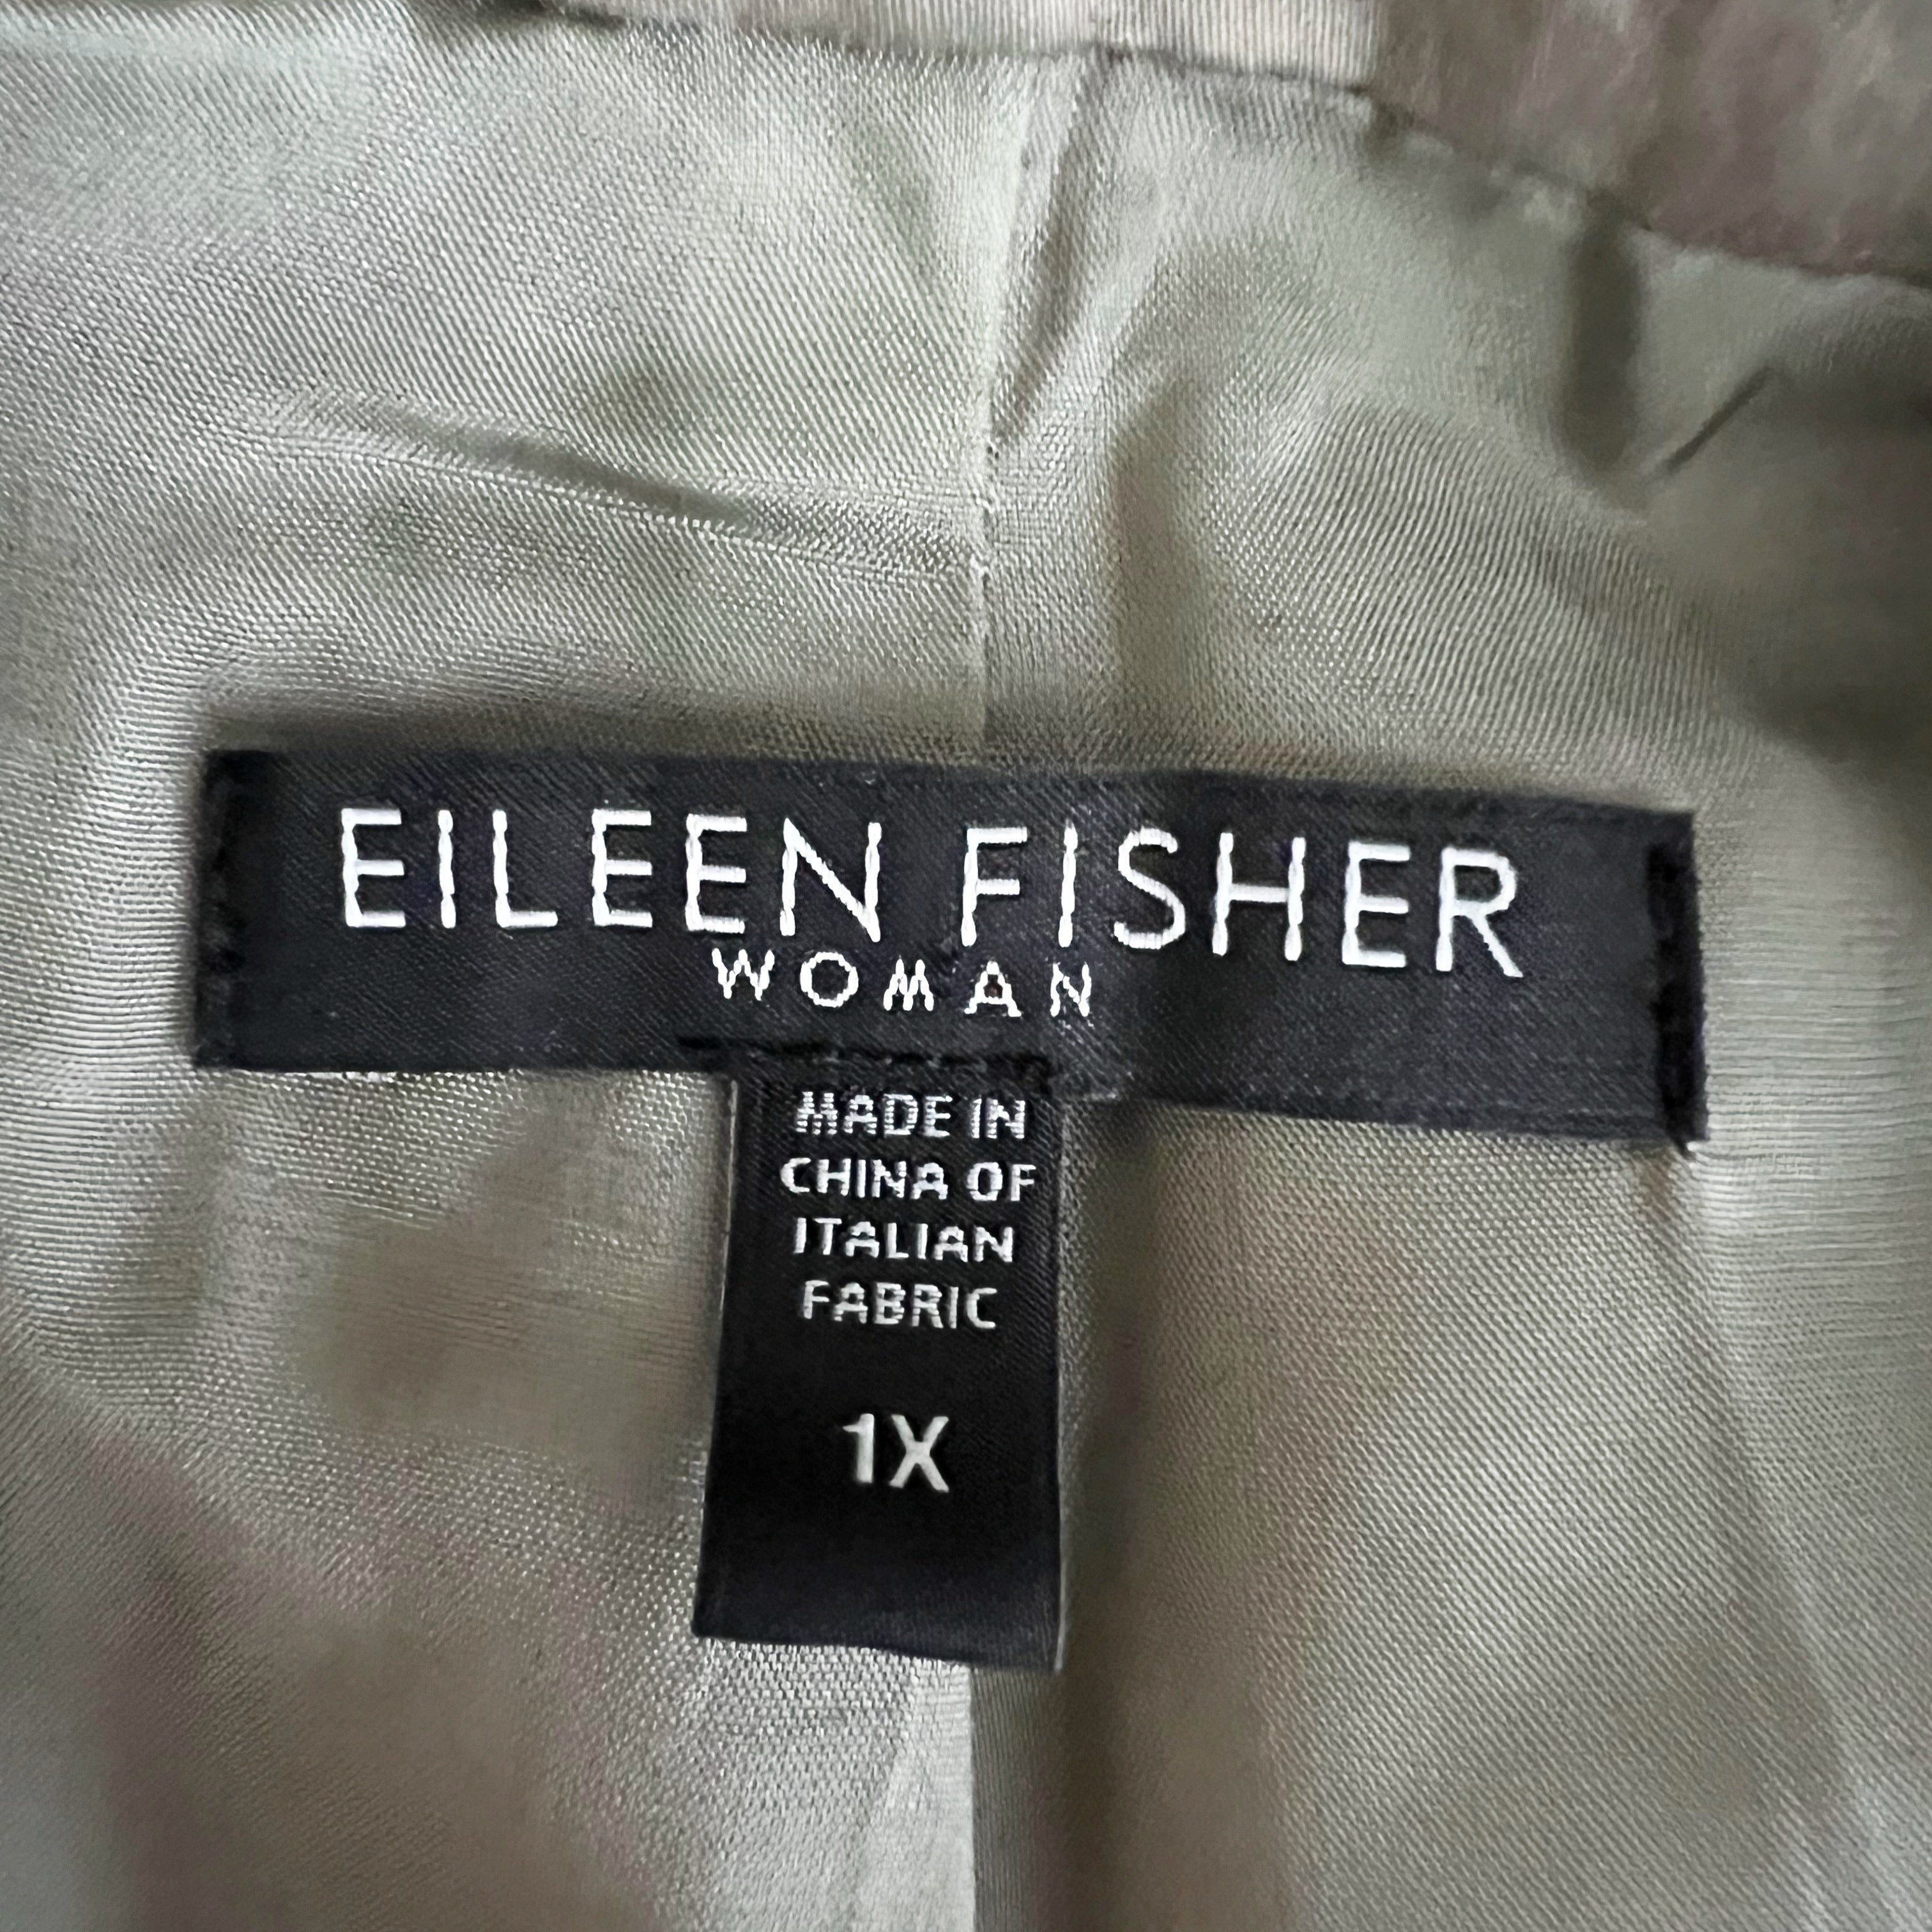 EILEEN FISHER
WOMAN
MADE IN
CHINA OF
ITALIAN
FABRIC
1X